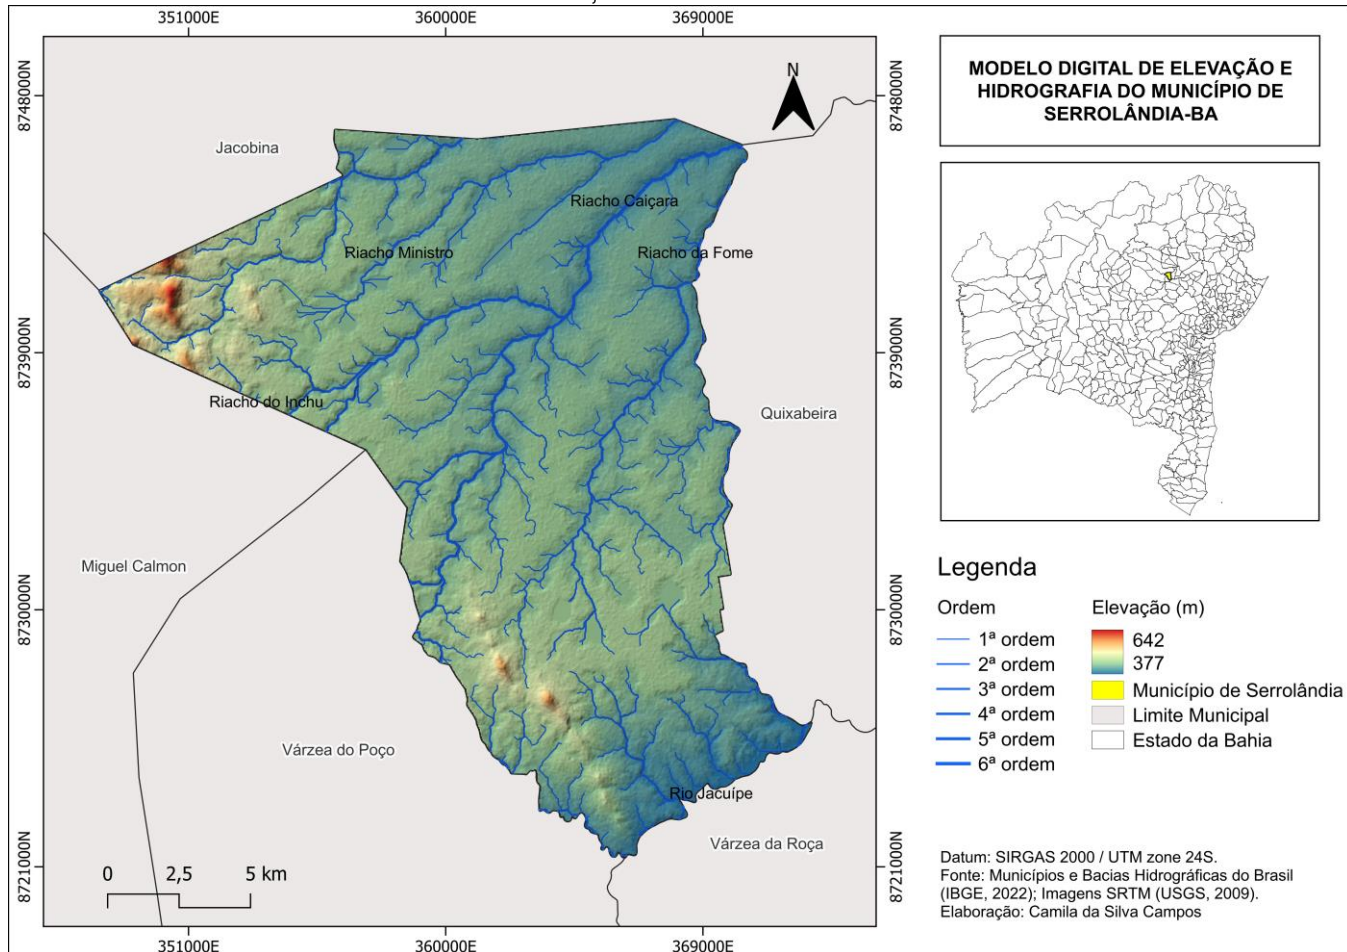 351000E
360000E
369000E
8748000N
8748000N
N
Jacobina
Riacho Caiçara
Riacho Ministro
Riacho da Fome
8739000N
8739000N
Riacho do Inchu
Quixabeira
Miguel Calmon
8730000N
8730000N
Várzea do Poço
Rio Jacuípe
Várzea da Roça
8721000N
8721000N
0 2,5 5 km
351000E
360000E
369000E
MODELO DIGITAL DE ELEVAÇÃO E
HIDROGRAFIA DO MUNICÍPIO DE
SERROLÂNDIA-BA
Legenda
Ordem
1ª ordem
2ª ordem
3ª ordem
4ª ordem
5ª ordem
6ª ordem
Elevação (m)
642
377
Município de Serrolândia
Limite Municipal
Estado da Bahia
Datum: SIRGAS 2000 / UTM zone 24S.
Fonte: Municípios e Bacias Hidrográficas do Brasil
(IBGE, 2022); Imagens SRTM (USGS, 2009).
Elaboração: Camila da Silva Campos